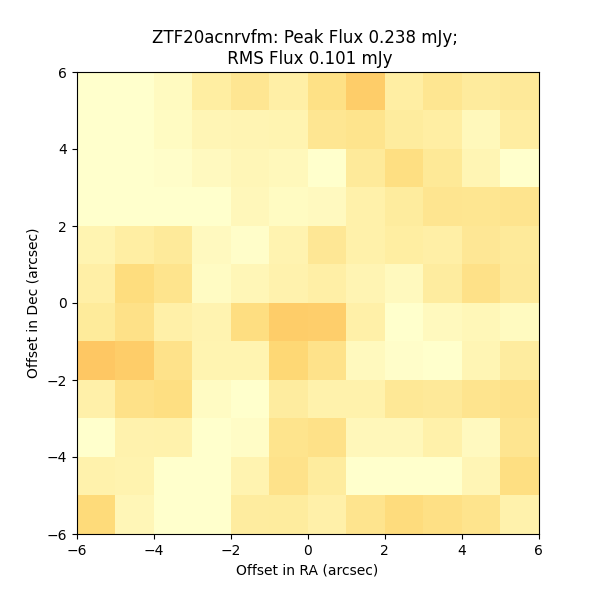 ZTF20acnrvfm: Peak Flux 0.238 mJy;
RMS Flux 0.101 mJy
6
4
2
0
−2
−4
−6
Offset in Dec (arcsec)
−6 −4 −2 0 2 4 6
Offset in RA (arcsec)